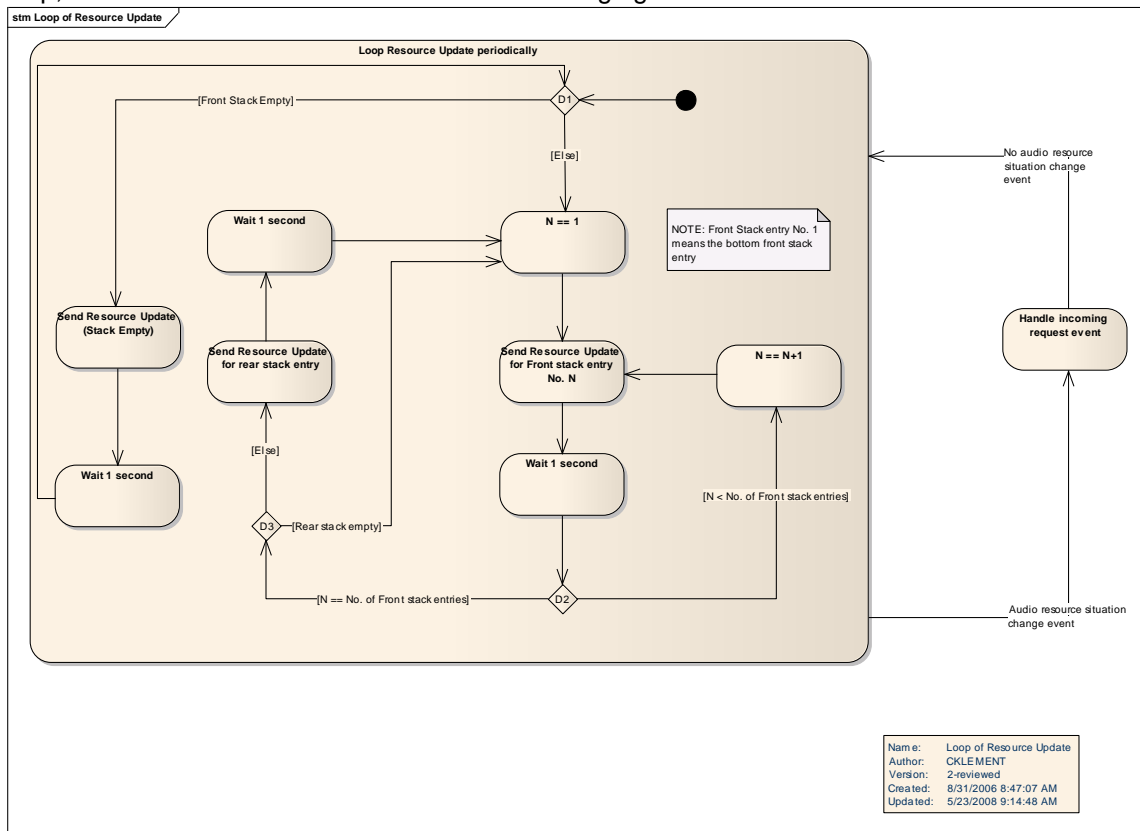 stm Loop of Resource Update
Loop Resource Update periodically
D1
[Front Stack Empty]
[Else]
No audio resource
situation change
event
Wait 1 second
N == 1
NOTE: Front Stack entry No. 1
means the bottom front stack
entry
Send Resource Update
(Stack Empty)
Send Resource Update
for rear stack entry
Send Resource Update
for Front stack entry
No. N
N == N+1
Handle incoming
request event
[Else]
Wait 1 second
Wait 1 second
[N < No. of Front stack entries]
D3
[Rear stack empty]
[N == No. of Front stack entries]
D2
Audio resource situation
change event
Name: Loop of Resource Update
Author: CKLEMENT
Version: 2-reviewed
Created: 8/31/2006 8:47:07 AM
Updated: 5/23/2008 9:14:48 AM